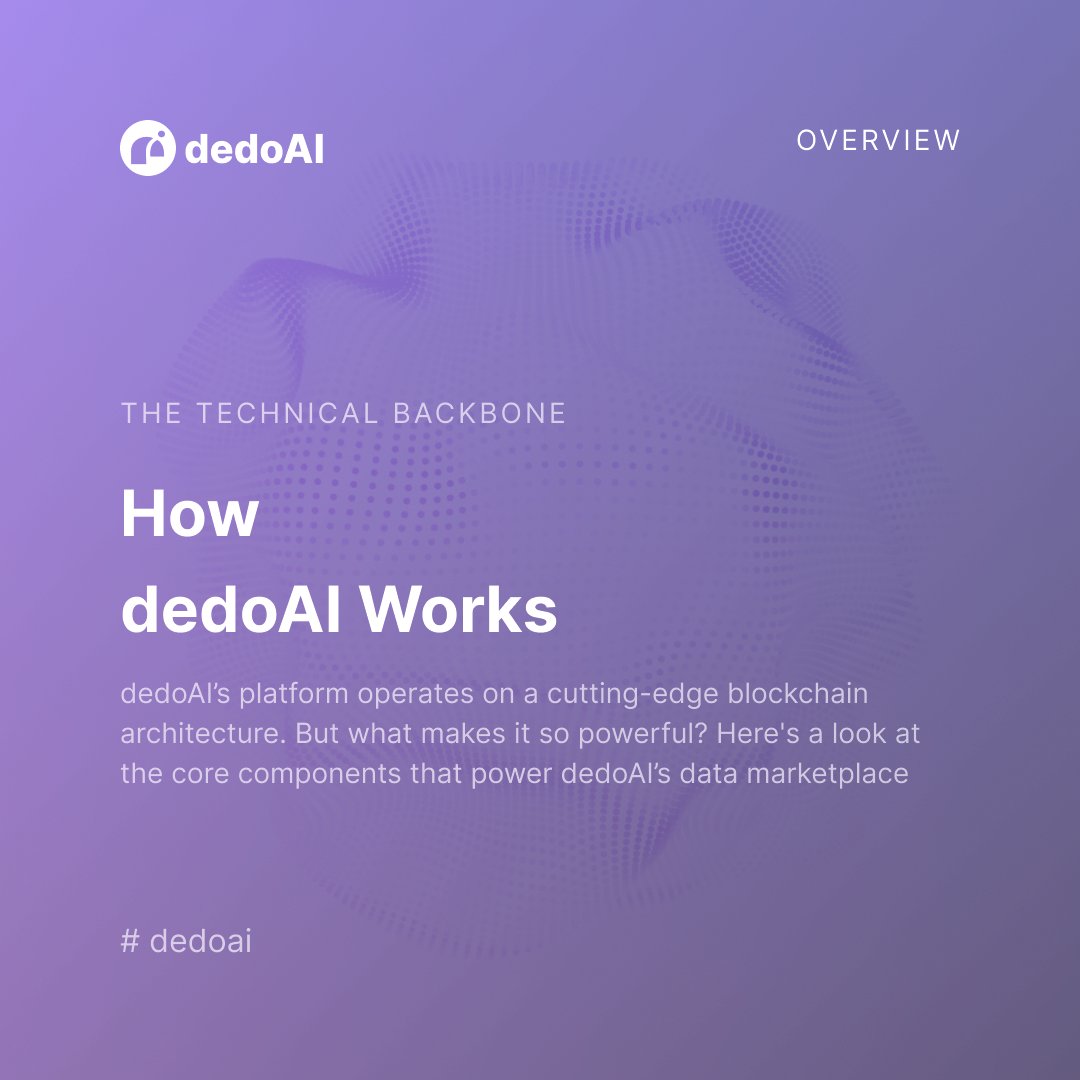 dedoAI
OVERVIEW
THE TECHNICAL BACKBONE
How
dedoAI Works
dedoAI’s platform operates on a cutting-edge blockchain
architecture. But what makes it so powerful? Here's a look at
the core components that power dedoAI’s data marketplace
# dedoai